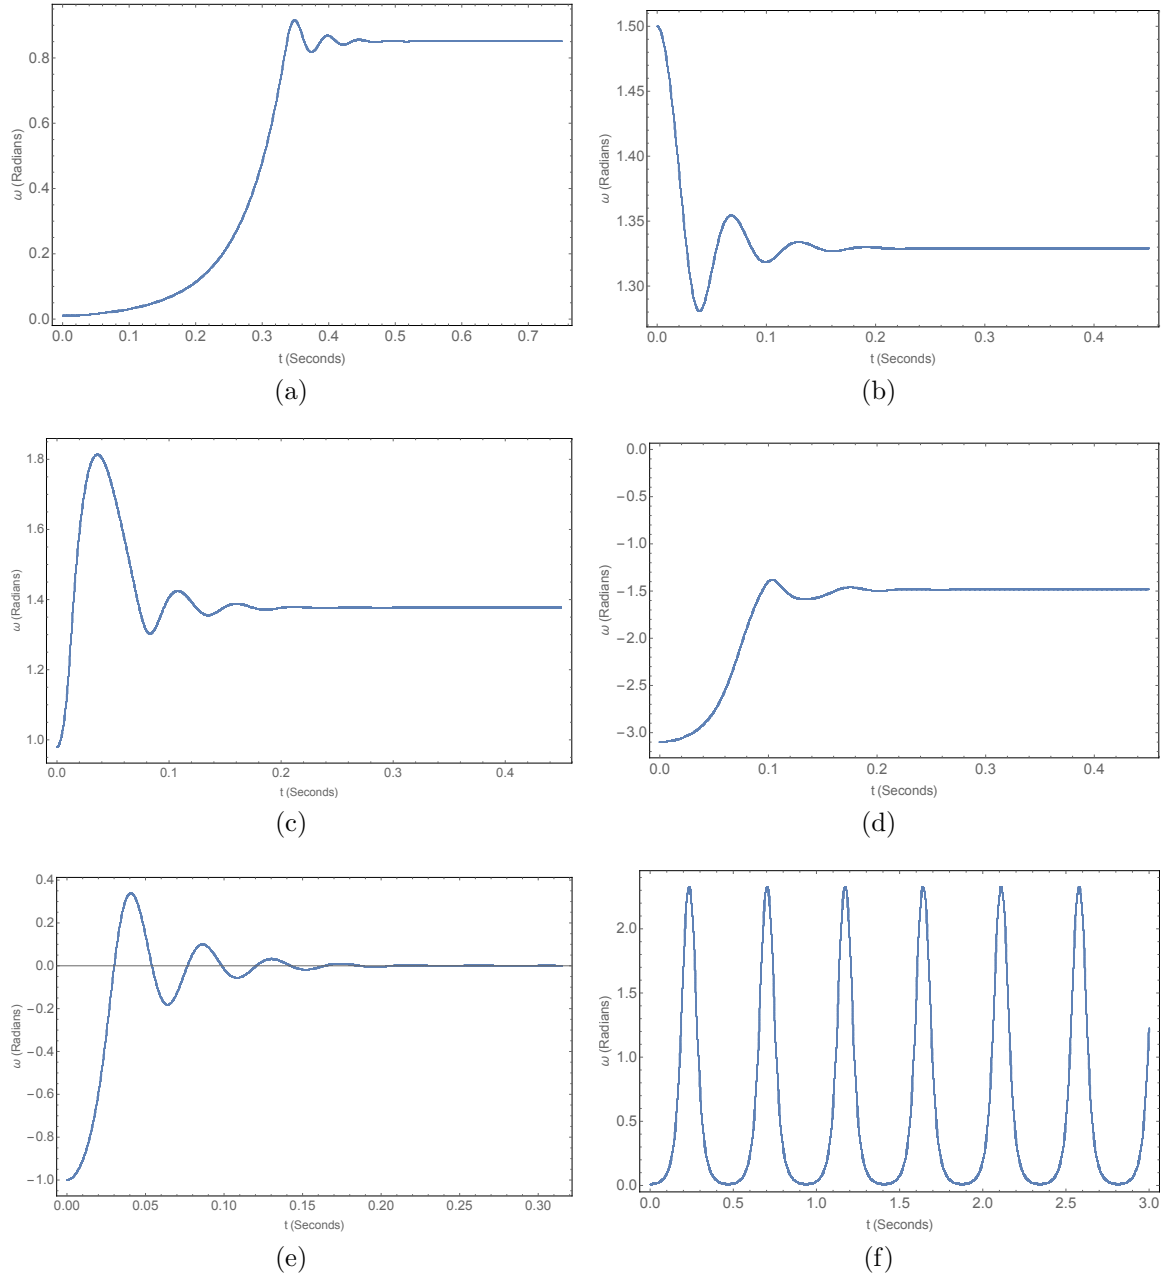 0.8
0.6
0.4
0.2
0.0
ω (Radians)
0.0 0.1 0.2 0.3 0.4 0.5 0.6 0.7
t (Seconds)
(a)
1.50
1.45
1.40
1.35
1.30
ω (Radians)
0.0 0.1 0.2 0.3 0.4
t (Seconds)
(b)
1.8
1.6
1.4
1.2
1.0
ω (Radians)
0.0 0.1 0.2 0.3 0.4
t (Seconds)
(c)
0.0
−0.5
−1.0
−1.5
−2.0
−2.5
−3.0
ω (Radians)
0.0 0.1 0.2 0.3 0.4
t (Seconds)
(d)
0.4
0.2
0.0
−0.2
−0.4
−0.6
−0.8
−1.0
ω (Radians)
0.00 0.05 0.10 0.15 0.20 0.25 0.30
t (Seconds)
(e)
2.0
1.5
1.0
0.5
0.0
ω (Radians)
0.0 0.5 1.0 1.5 2.0 2.5 3.0
t (Seconds)
(f)